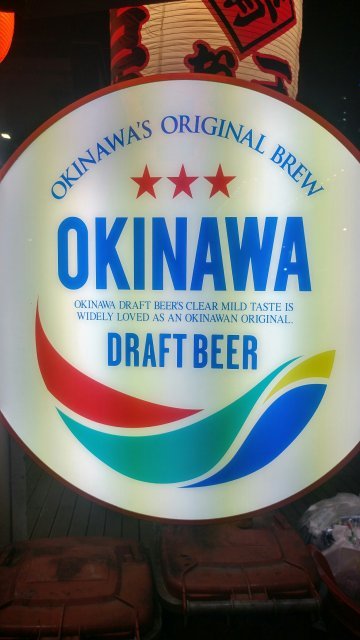 OKINAWA'S ORIGINAL BREW
OKINAWA
OKINAWA DRAFT BEER'S CLEAR MILD TASTE IS
WIDELY LOVED AS AN OKINAWAN ORIGINAL.
DRAFT BEER